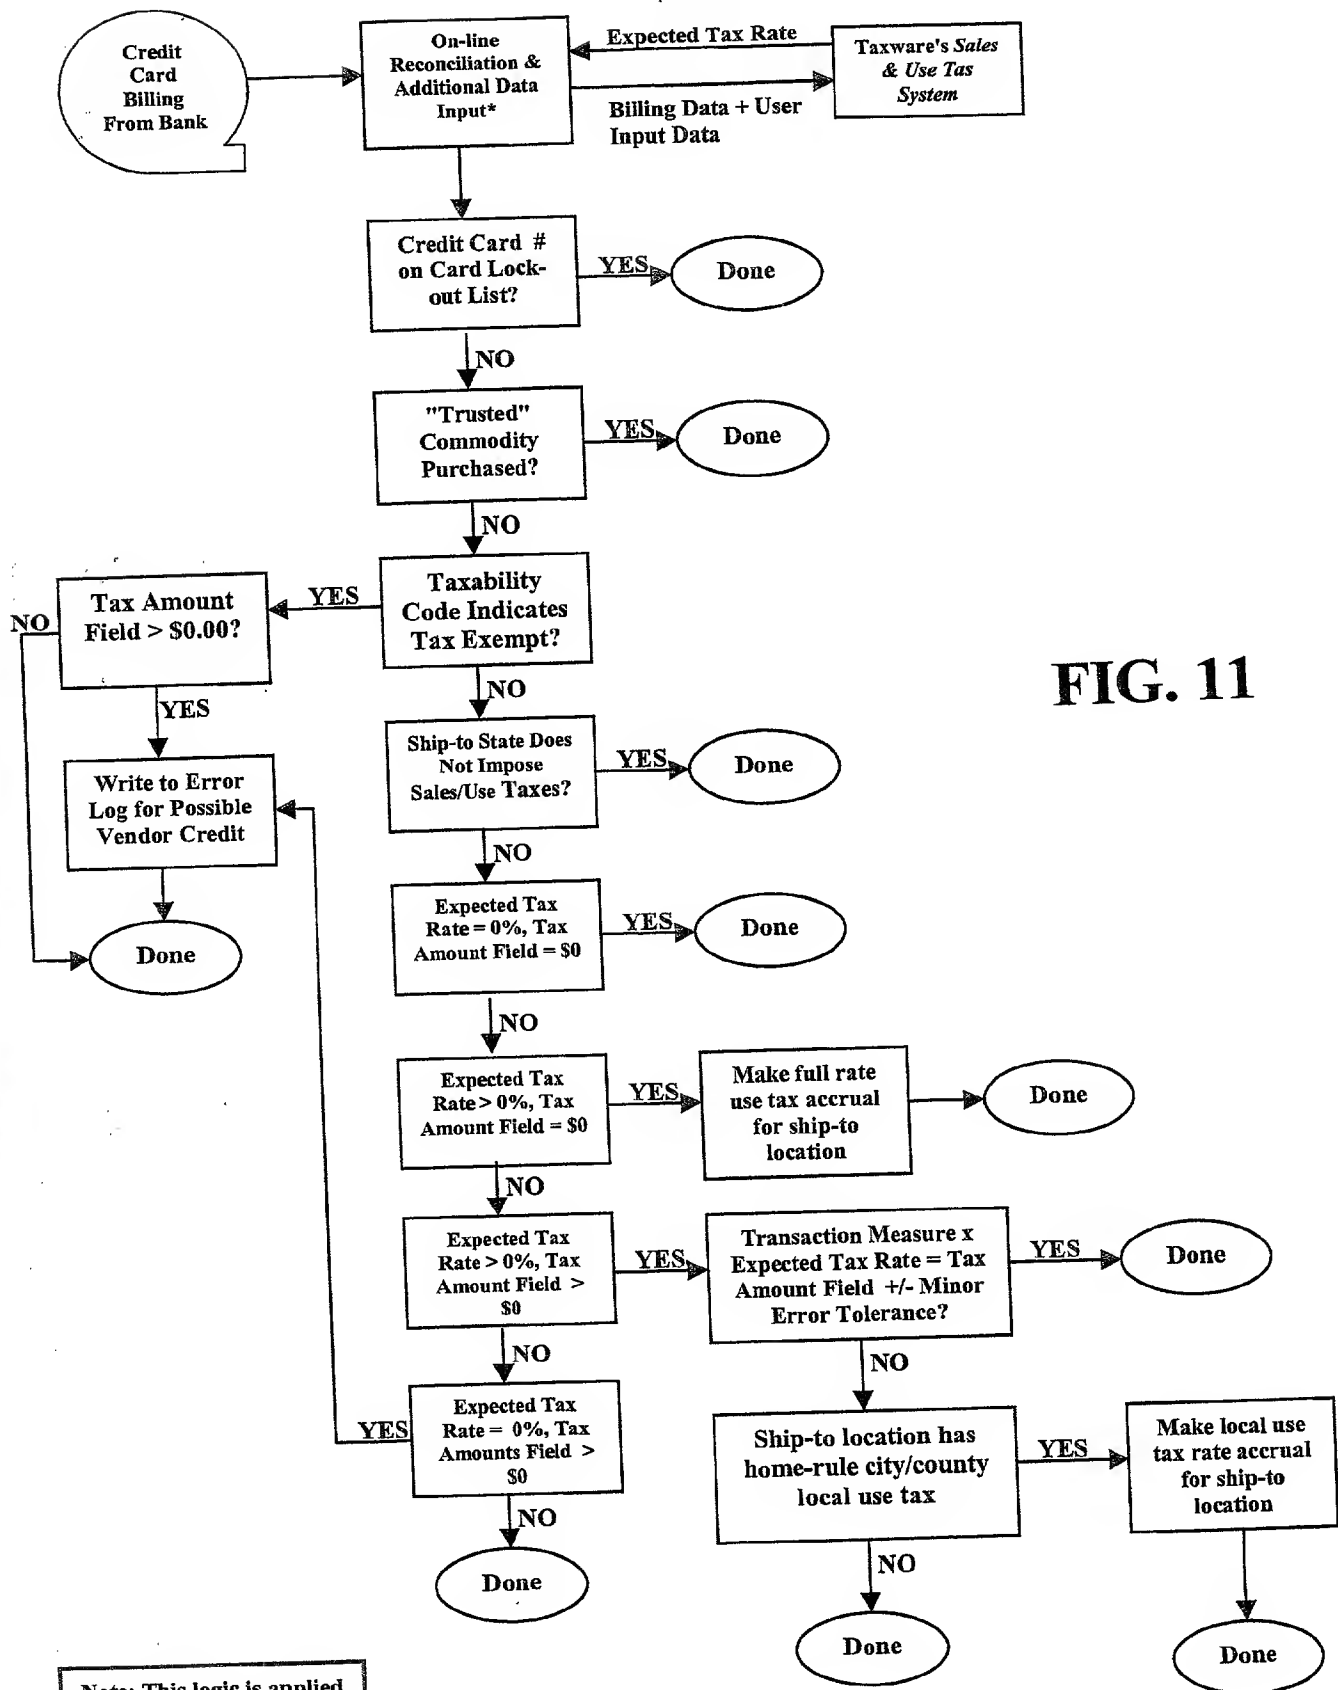 Credit
Card
Billing
From Bank
On-line
Reconciliation &
Additional Data
Input*
Expected Tax Rate
Billing Data + User
Input Data
Taxware's Sales
& Use Tas
System
Credit Card #
on Card Lock-
out List?
YES
Done
NO
"Trusted"
Commodity
Purchased?
YES
Done
NO
Taxability
Code Indicates
Tax Exempt?
YES
Tax Amount
Field > $0.00?
NO
YES
Write to Error
Log for Possible
Vendor Credit
Done
NO
FIG. 11
Ship-to State Does
Not Impose
Sales/Use Taxes?
YES
Done
NO
Expected Tax
Rate = 0%, Tax
Amount Field = $0
YES
Done
NO
Expected Tax
Rate > 0%, Tax
Amount Field = $0
YES
Make full rate
use tax accrual
for ship-to
location
Done
NO
Expected Tax
Rate > 0%, Tax
Amount Field >
$0
YES
Transaction Measure x
Expected Tax Rate = Tax
Amount Field +/- Minor
Error Tolerance?
YES
Done
NO
NO
Expected Tax
Rate = 0%, Tax
Amounts Field >
$0
YES
NO
Done
Ship-to location has
home-rule city/county
local use tax
YES
Make local use
tax rate accrual
for ship-to
location
NO
Done
Done
Note: This logic is applied